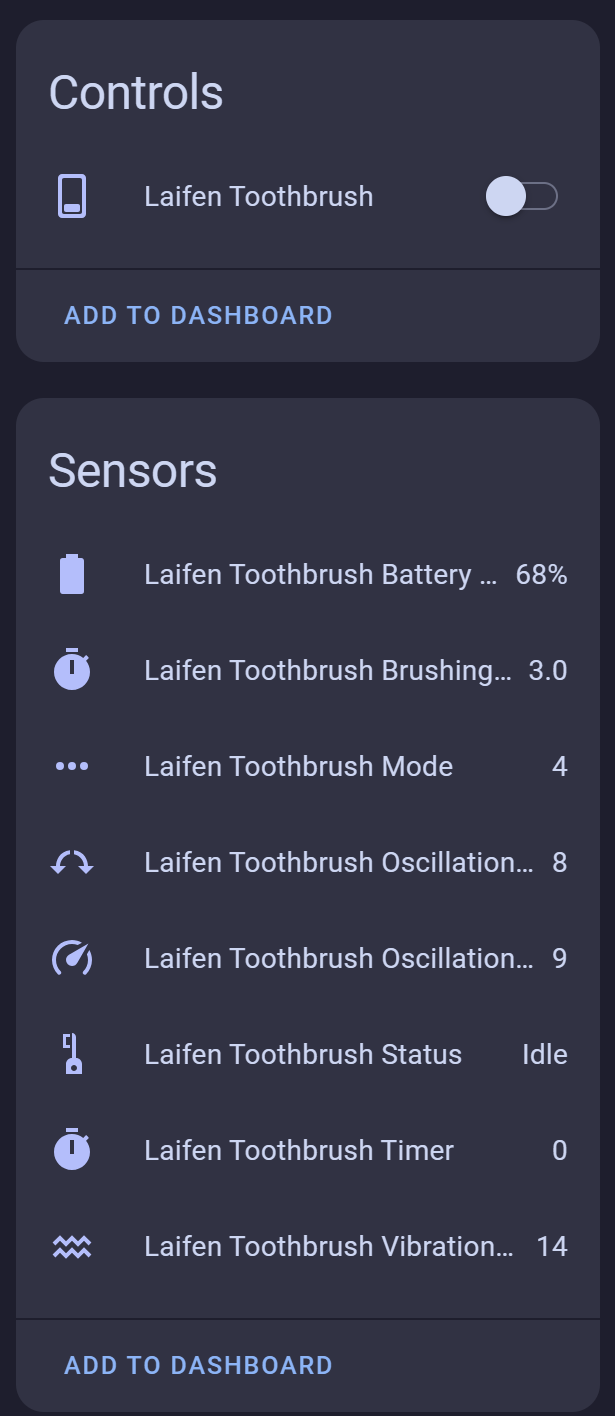 Controls
Laifen Toothbrush
ADD TO DASHBOARD
Sensors
Laifen Toothbrush Battery ... 68%
Laifen Toothbrush Brushing... 3.0
Laifen Toothbrush Mode 4
Laifen Toothbrush Oscillation... 8
Laifen Toothbrush Oscillation... 9
Laifen Toothbrush Status Idle
Laifen Toothbrush Timer 0
Laifen Toothbrush Vibration... 14
ADD TO DASHBOARD